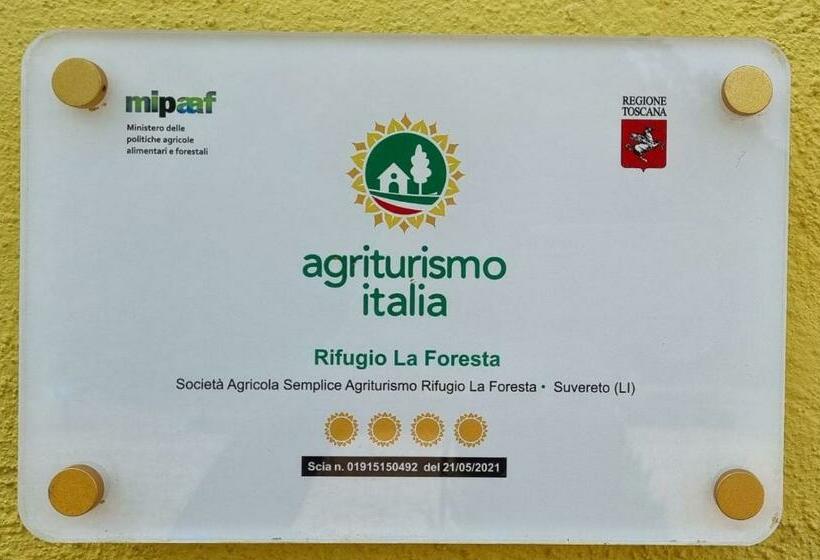 mipaaf
Ministero delle
politiche agricole
alimentari e forestali
REGIONE
TOSCANA
agriturismo
italia
Rifugio La Foresta
Società Agricola Semplice Agriturismo Rifugio La Foresta • Suvereto (LI)
Scia n. 01915150492 del 21/05/2021